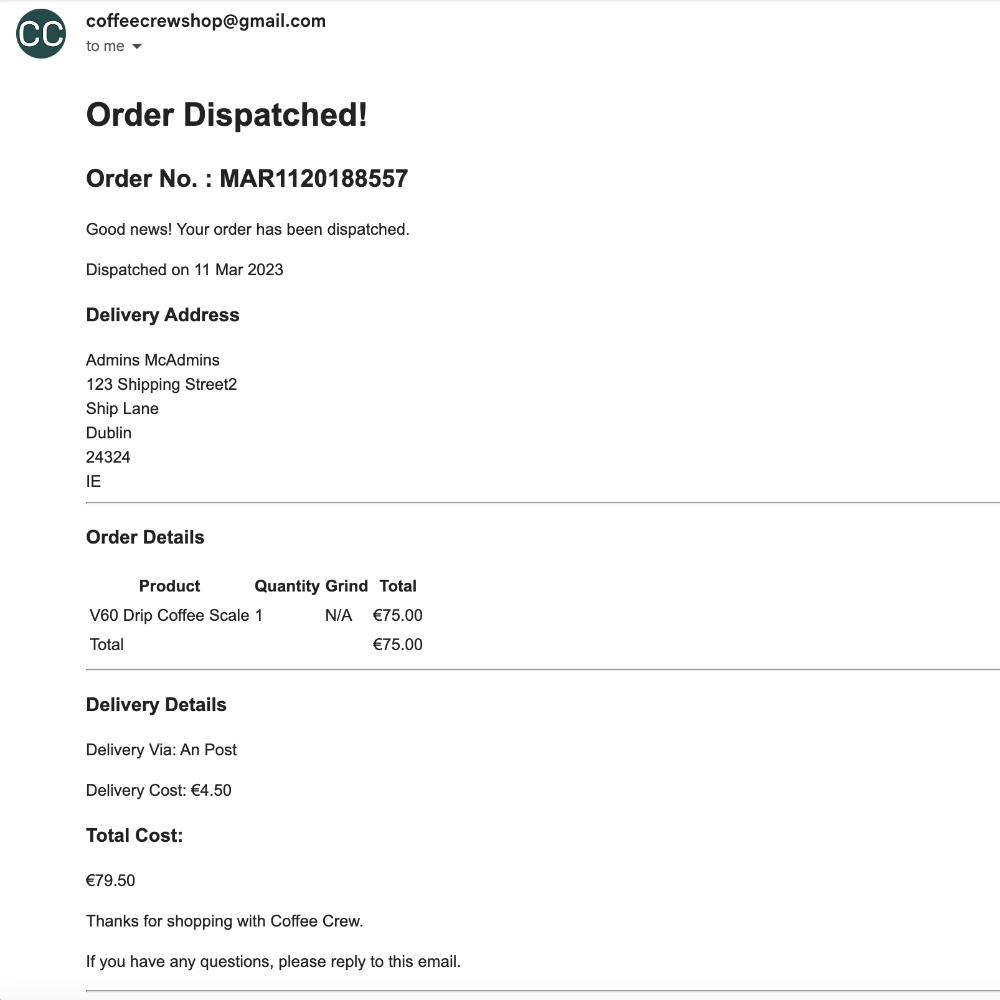 CC
coffeecrewshop@gmail.com
to me
Order Dispatched!
Order No. : MAR1120188557
Good news! Your order has been dispatched.
Dispatched on 11 Mar 2023
Delivery Address
Admins McAdmins
123 Shipping Street2
Ship Lane
Dublin
24324
IE
Order Details
Product Quantity Grind Total
V60 Drip Coffee Scale 1 N/A €75.00
Total €75.00
Delivery Details
Delivery Via: An Post
Delivery Cost: €4.50
Total Cost:
€79.50
Thanks for shopping with Coffee Crew.
If you have any questions, please reply to this email.